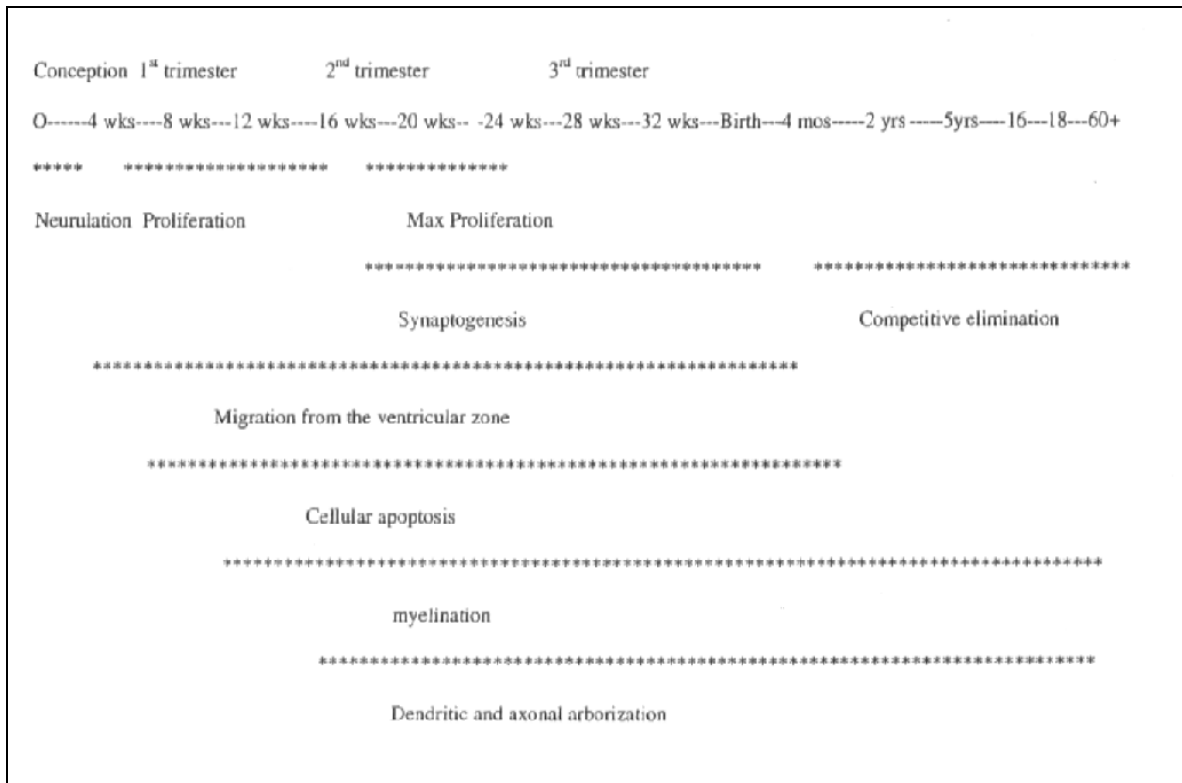 Conception 1st trimester 2nd trimester 3rd trimester
O------4 wks----8 wks---12 wks----16 wks---20 wks-- -24 wks---28 wks---32 wks---Birth---4 mos-----2 yrs -----5yrs----16---18---60+
***** ******************** **************
Neurulation Proliferation Max Proliferation
*************************************** *******************************
Synaptogenesis Competitive elimination
**********************************************************************
Migration from the ventricular zone
*********************************************************************
Cellular apoptosis
***************************************************************************************
myelination
*****************************************************************************
Dendritic and axonal arborization